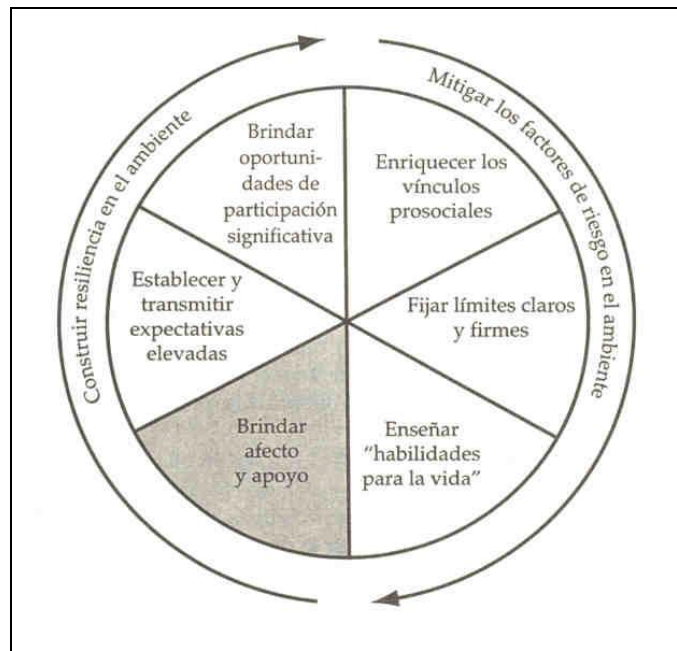 Construir resiliencia en el ambiente
Mitigar los factores de riesgo en el ambiente
Brindar
oportuni-
dades de
participación
significativa
Enriquecer los
vínculos
prosociales
Establecer y
transmitir
expectativas
elevadas
Fijar límites claros
y firmes
Brindar
afecto
y apoyo
Enseñar
“habilidades
para la vida”